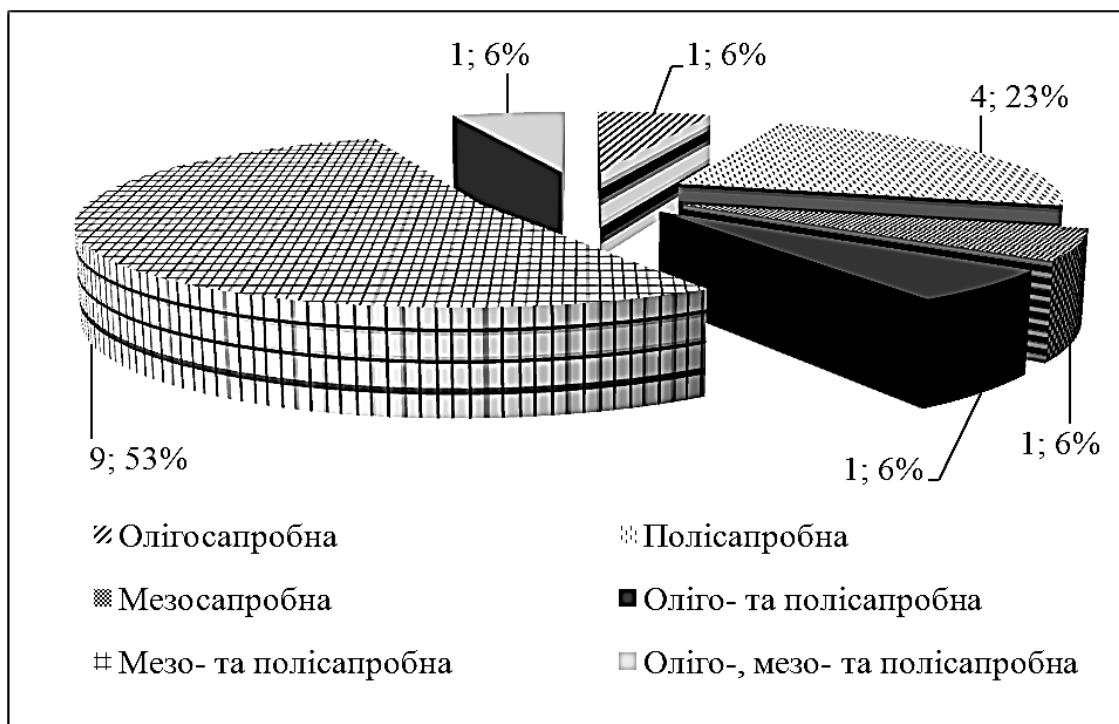 1; 6%
1; 6%
4; 23%
9; 53%
1; 6%
1; 6%
Олігосапробна
Полісапробна
Мезосапробна
Оліго- та полісапробна
Мезо- та полісапробна
Оліго-, мезо- та полісапробна